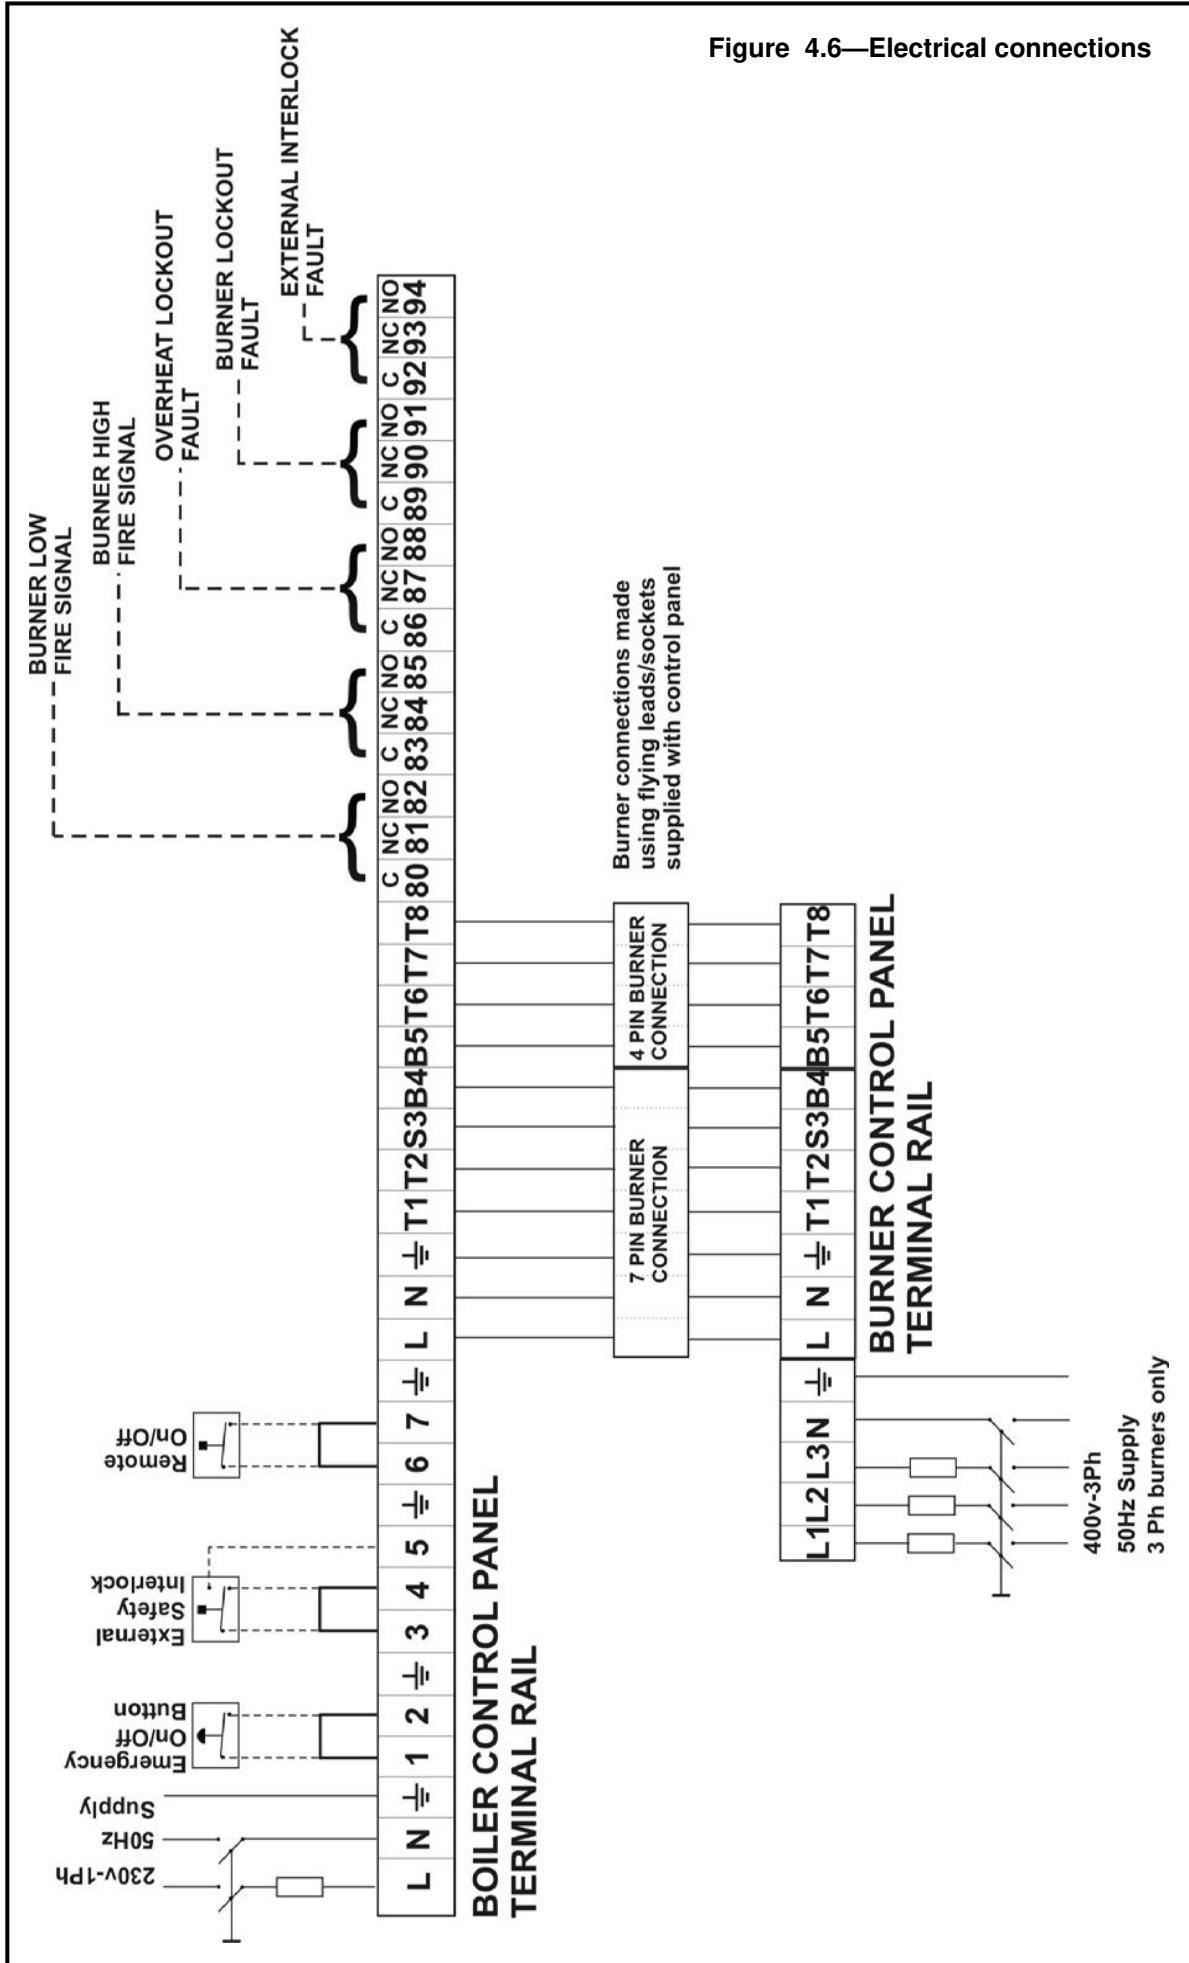 Figure 4.6—Electrical connections
BURNER LOW
FIRE SIGNAL
BURNER HIGH
FIRE SIGNAL
OVERHEAT LOCKOUT
FAULT
BURNER LOCKOUT
FAULT
EXTERNAL INTERLOCK
FAULT
230v-1Ph
50Hz
Supply
Emergency
On/Off
Button
External
Safety
Interlock
Remote
On/Off
C NC NO C NC NO C NC NO C NC NO C NC NO
L N 1 2 3 4 5 6 7 L N T1 T2 S3 B4 B5 T6 T7 T8 80 81 82 83 84 85 86 87 88 89 90 91 92 93 94
BOILER CONTROL PANEL
TERMINAL RAIL
7 PIN BURNER
CONNECTION
4 PIN BURNER
CONNECTION
Burner connections made
using flying leads/sockets
supplied with control panel
L1 L2 L3 N L N T1 T2 S3 B4 B5 T6 T7 T8
BURNER CONTROL PANEL
TERMINAL RAIL
400v-3Ph
50Hz Supply
3 Ph burners only